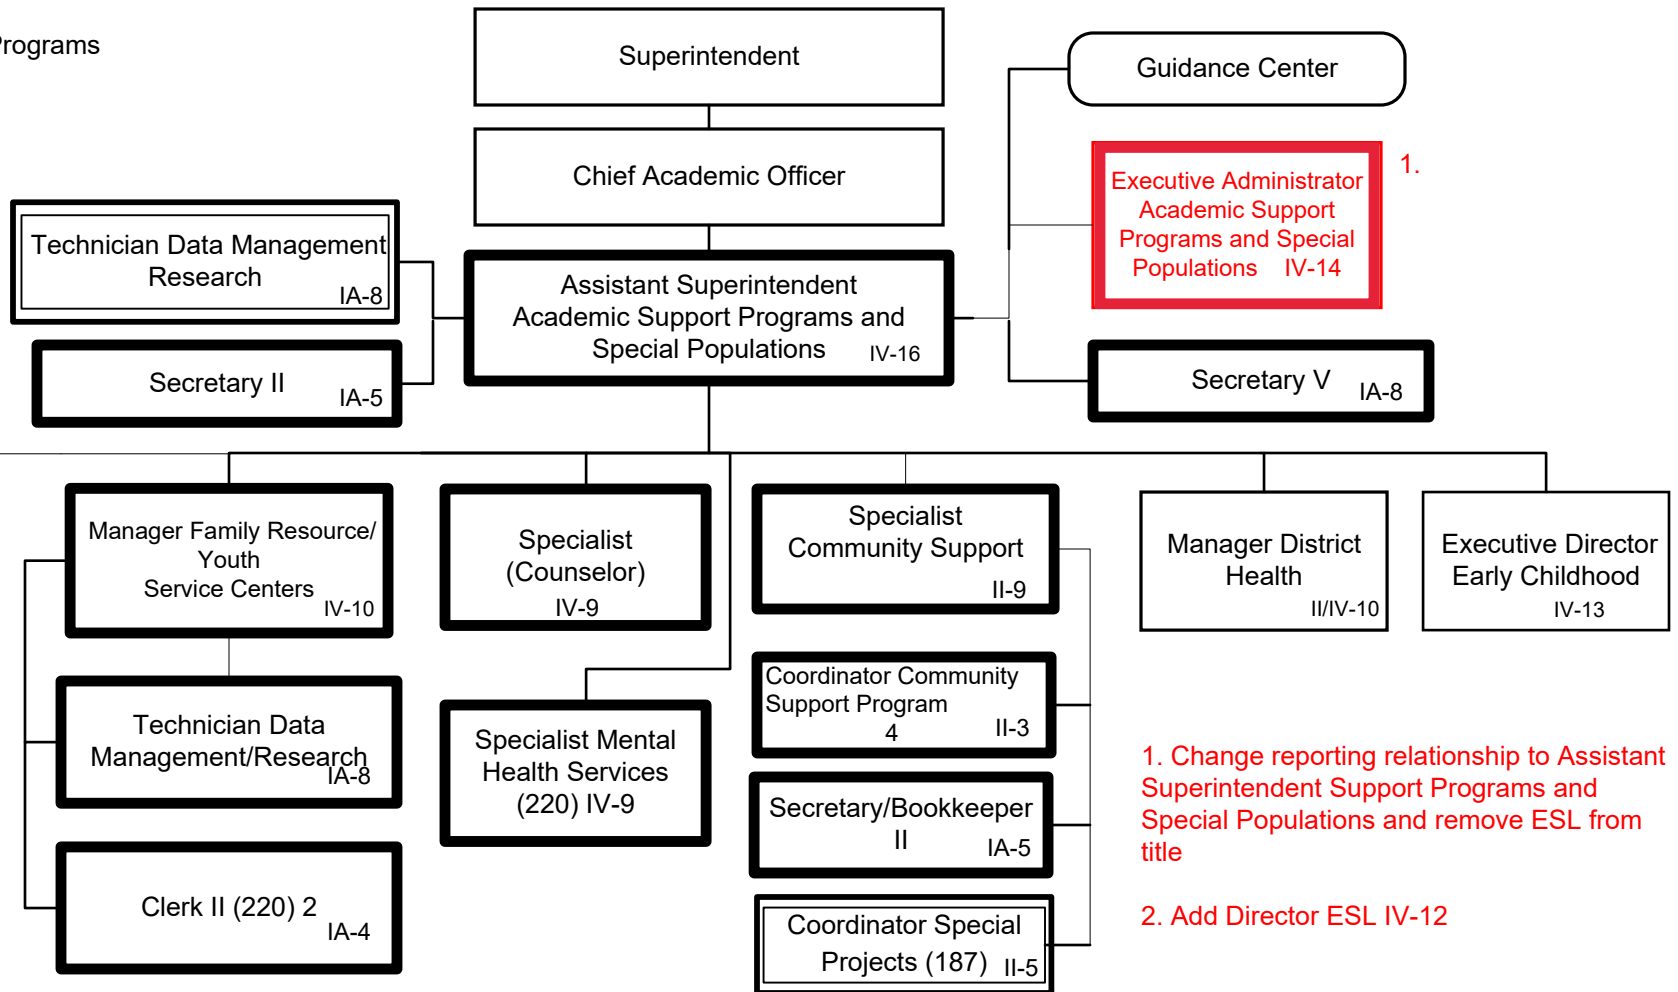 Programs
Superintendent
Guidance Center
Chief Academic Officer
Executive Administrator
Academic Support
Programs and Special
Populations IV-14
1.
Technician Data Management
Research
IA-8
Assistant Superintendent
Academic Support Programs and
Special Populations IV-16
Secretary II
IA-5
Secretary V IA-8
Manager Family Resource/
Youth
Service Centers
IV-10
Specialist
(Counselor)
IV-9
Specialist
Community Support
II-9
Manager District
Health
II/IV-10
Executive Director
Early Childhood
IV-13
Technician Data
Management/Research
IA-8
Specialist Mental
Health Services
(220) IV-9
Coordinator Community
Support Program
4 II-3
Secretary/Bookkeeper
II IA-5
Clerk II (220) 2
IA-4
Coordinator Special
Projects (187) II-5
1. Change reporting relationship to Assistant
Superintendent Support Programs and
Special Populations and remove ESL from
title
2. Add Director ESL IV-12